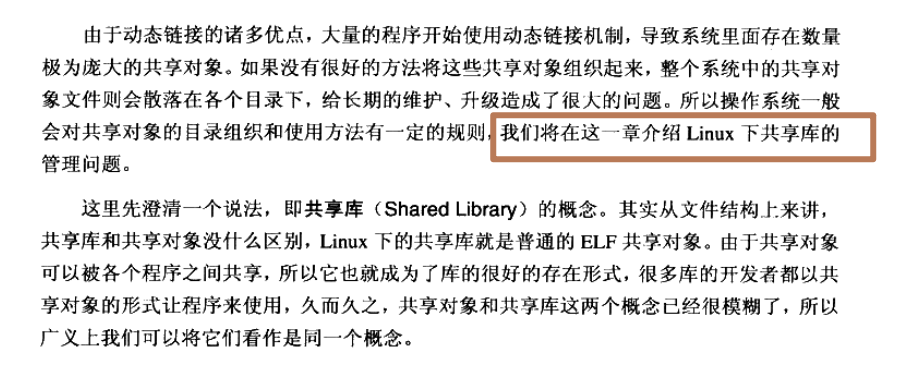 由于动态链接的诸多优点，大量的程序开始使用动态链接机制，导致系统里面存在数量
极为庞大的共享对象。如果没有很好的方法将这些共享对象组织起来，整个系统中的共享对
象文件则会散落在各个目录下，给长期的维护、升级造成了很大的问题。所以操作系统一般
会对共享对象的目录组织和使用方法有一定的规则，我们将在这一章介绍 Linux 下共享库的
管理问题。
这里先澄清一个说法，即共享库（Shared Library）的概念。其实从文件结构上来讲，
共享库和共享对象没什么区别，Linux 下的共享库就是普通的 ELF 共享对象。由于共享对象
可以被各个程序之间共享，所以它也就成为了库的很好的存在形式，很多库的开发者都以共
享对象的形式让程序来使用，久而久之，共享对象和共享库这两个概念已经很模糊了，所以
广义上我们可以将它们看作是同一个概念。